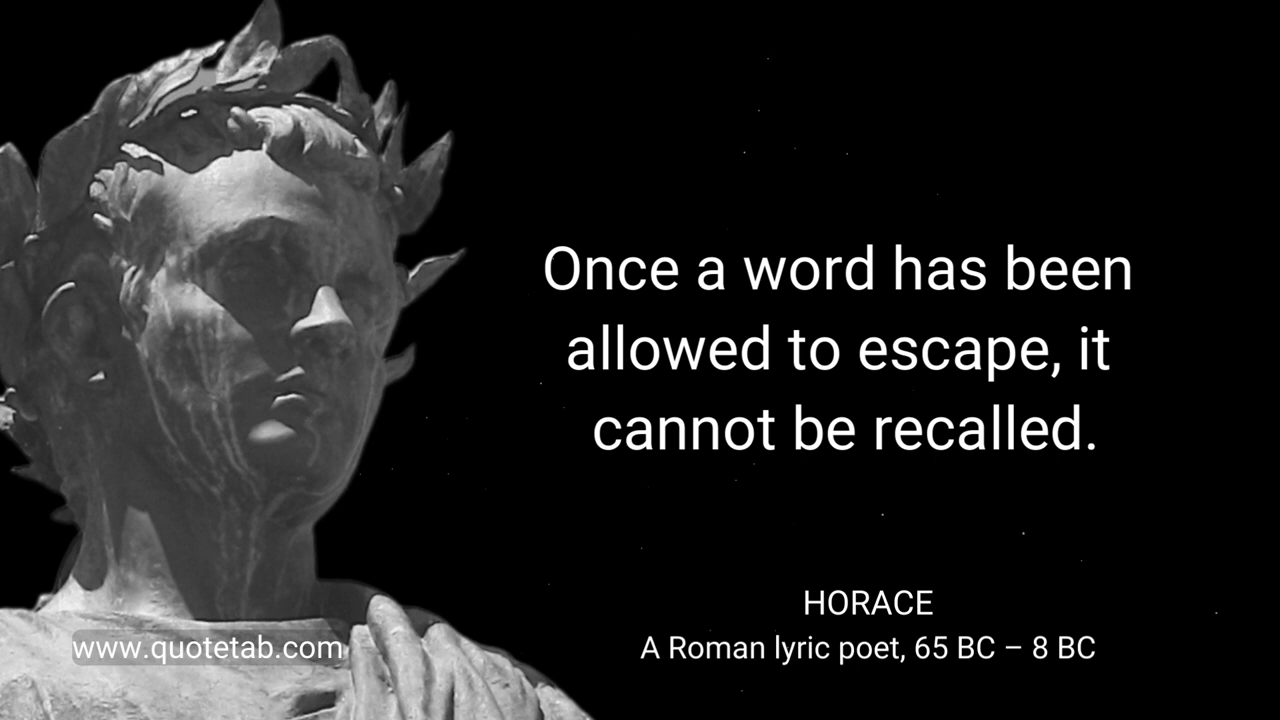 Once a word has been
allowed to escape, it
cannot be recalled.
HORACE
A Roman lyric poet, 65 BC – 8 BC
www.quotetab.com